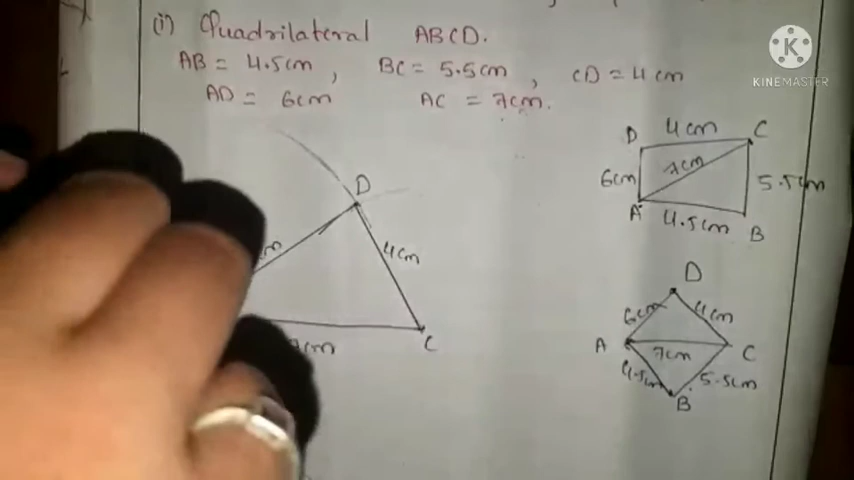 (i) Quadrilateral ABCD.
AB = 4.5cm, BC = 5.5cm, CD = 4cm
AD = 6cm AC = 7cm.
KINEMASTER
D 4cm C
6cm 7cm 5.5cm
A 4.5cm B
D
4cm
7cm C
D
6cm 4cm
A 7cm C
4.5cm 5.5cm
B